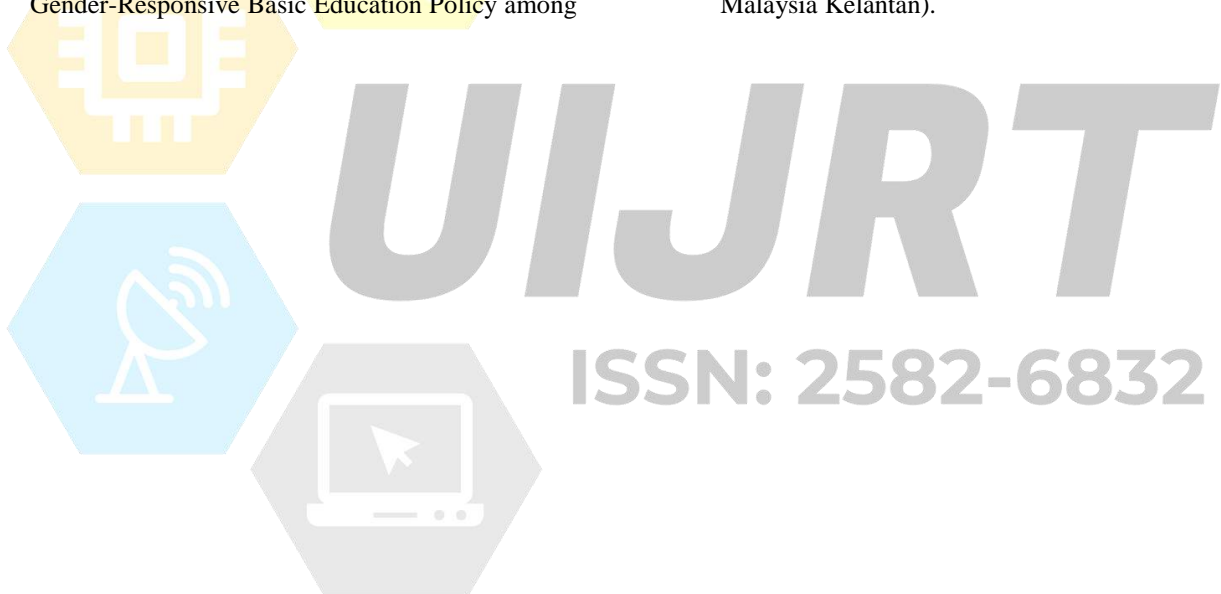 Gender-Responsive Basic Education Policy among
Malaysia Kelantan).
UIJRT
ISSN: 2582-6832